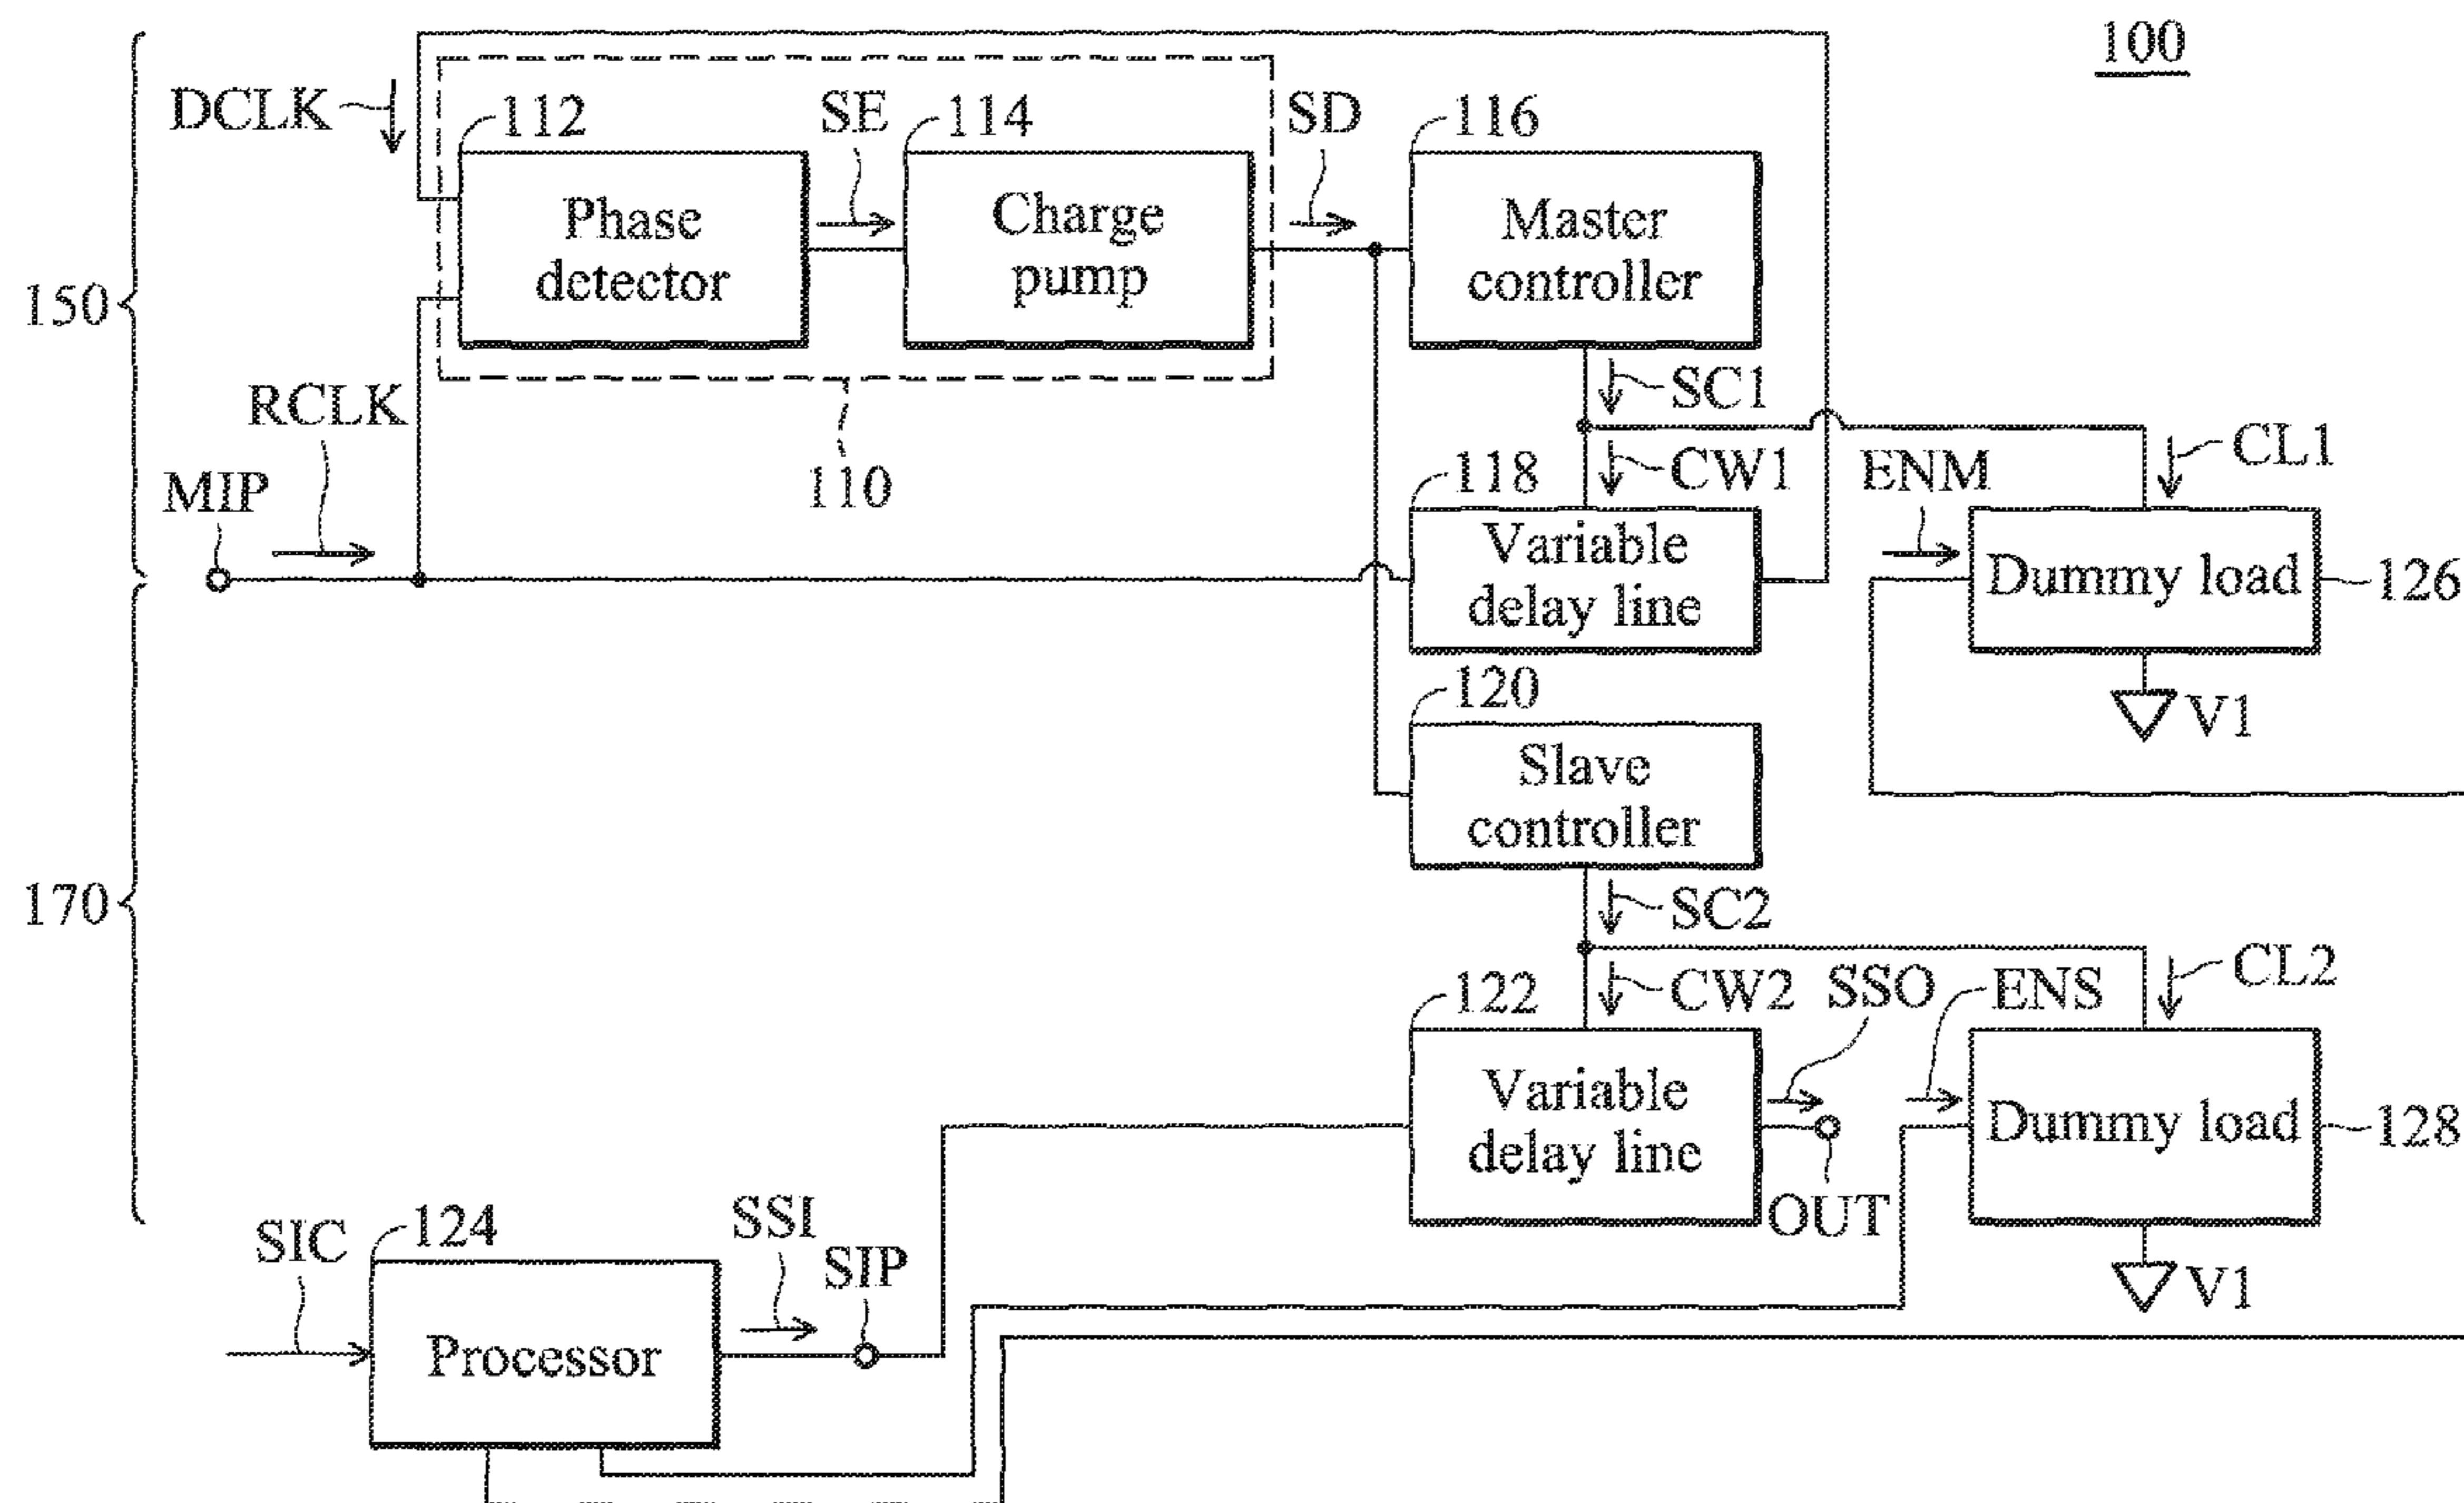 100
DCLK
112
SE
114
SD
116
Phase
detector
Charge
pump
Master
controller
150
RCLK
110
SC1
MIP
118
CW1
ENM
CL1
Variable
delay line
Dummy load
126
120
V1
Slave
controller
170
SC2
122
CW2
SSO
ENS
CL2
Variable
delay line
Dummy load
128
OUT
SIC
124
SSI
SIP
V1
Processor